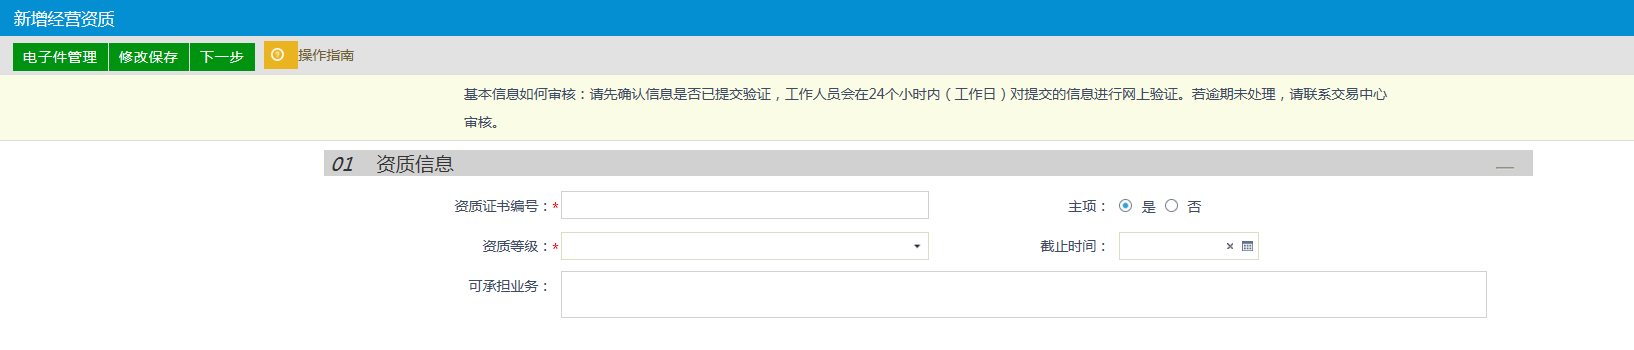 新增经营资质
电子件管理 修改保存 下一步 操作指南
基本信息如何审核：请先确认信息是否已提交验证，工作人员会在24个小时内（工作日）对提交的信息进行网上验证。若逾期未处理，请联系交易中心
审核。
01 资质信息
资质证书编号：* 主项： 是 否
资质等级：* 截止时间：
可承担业务：